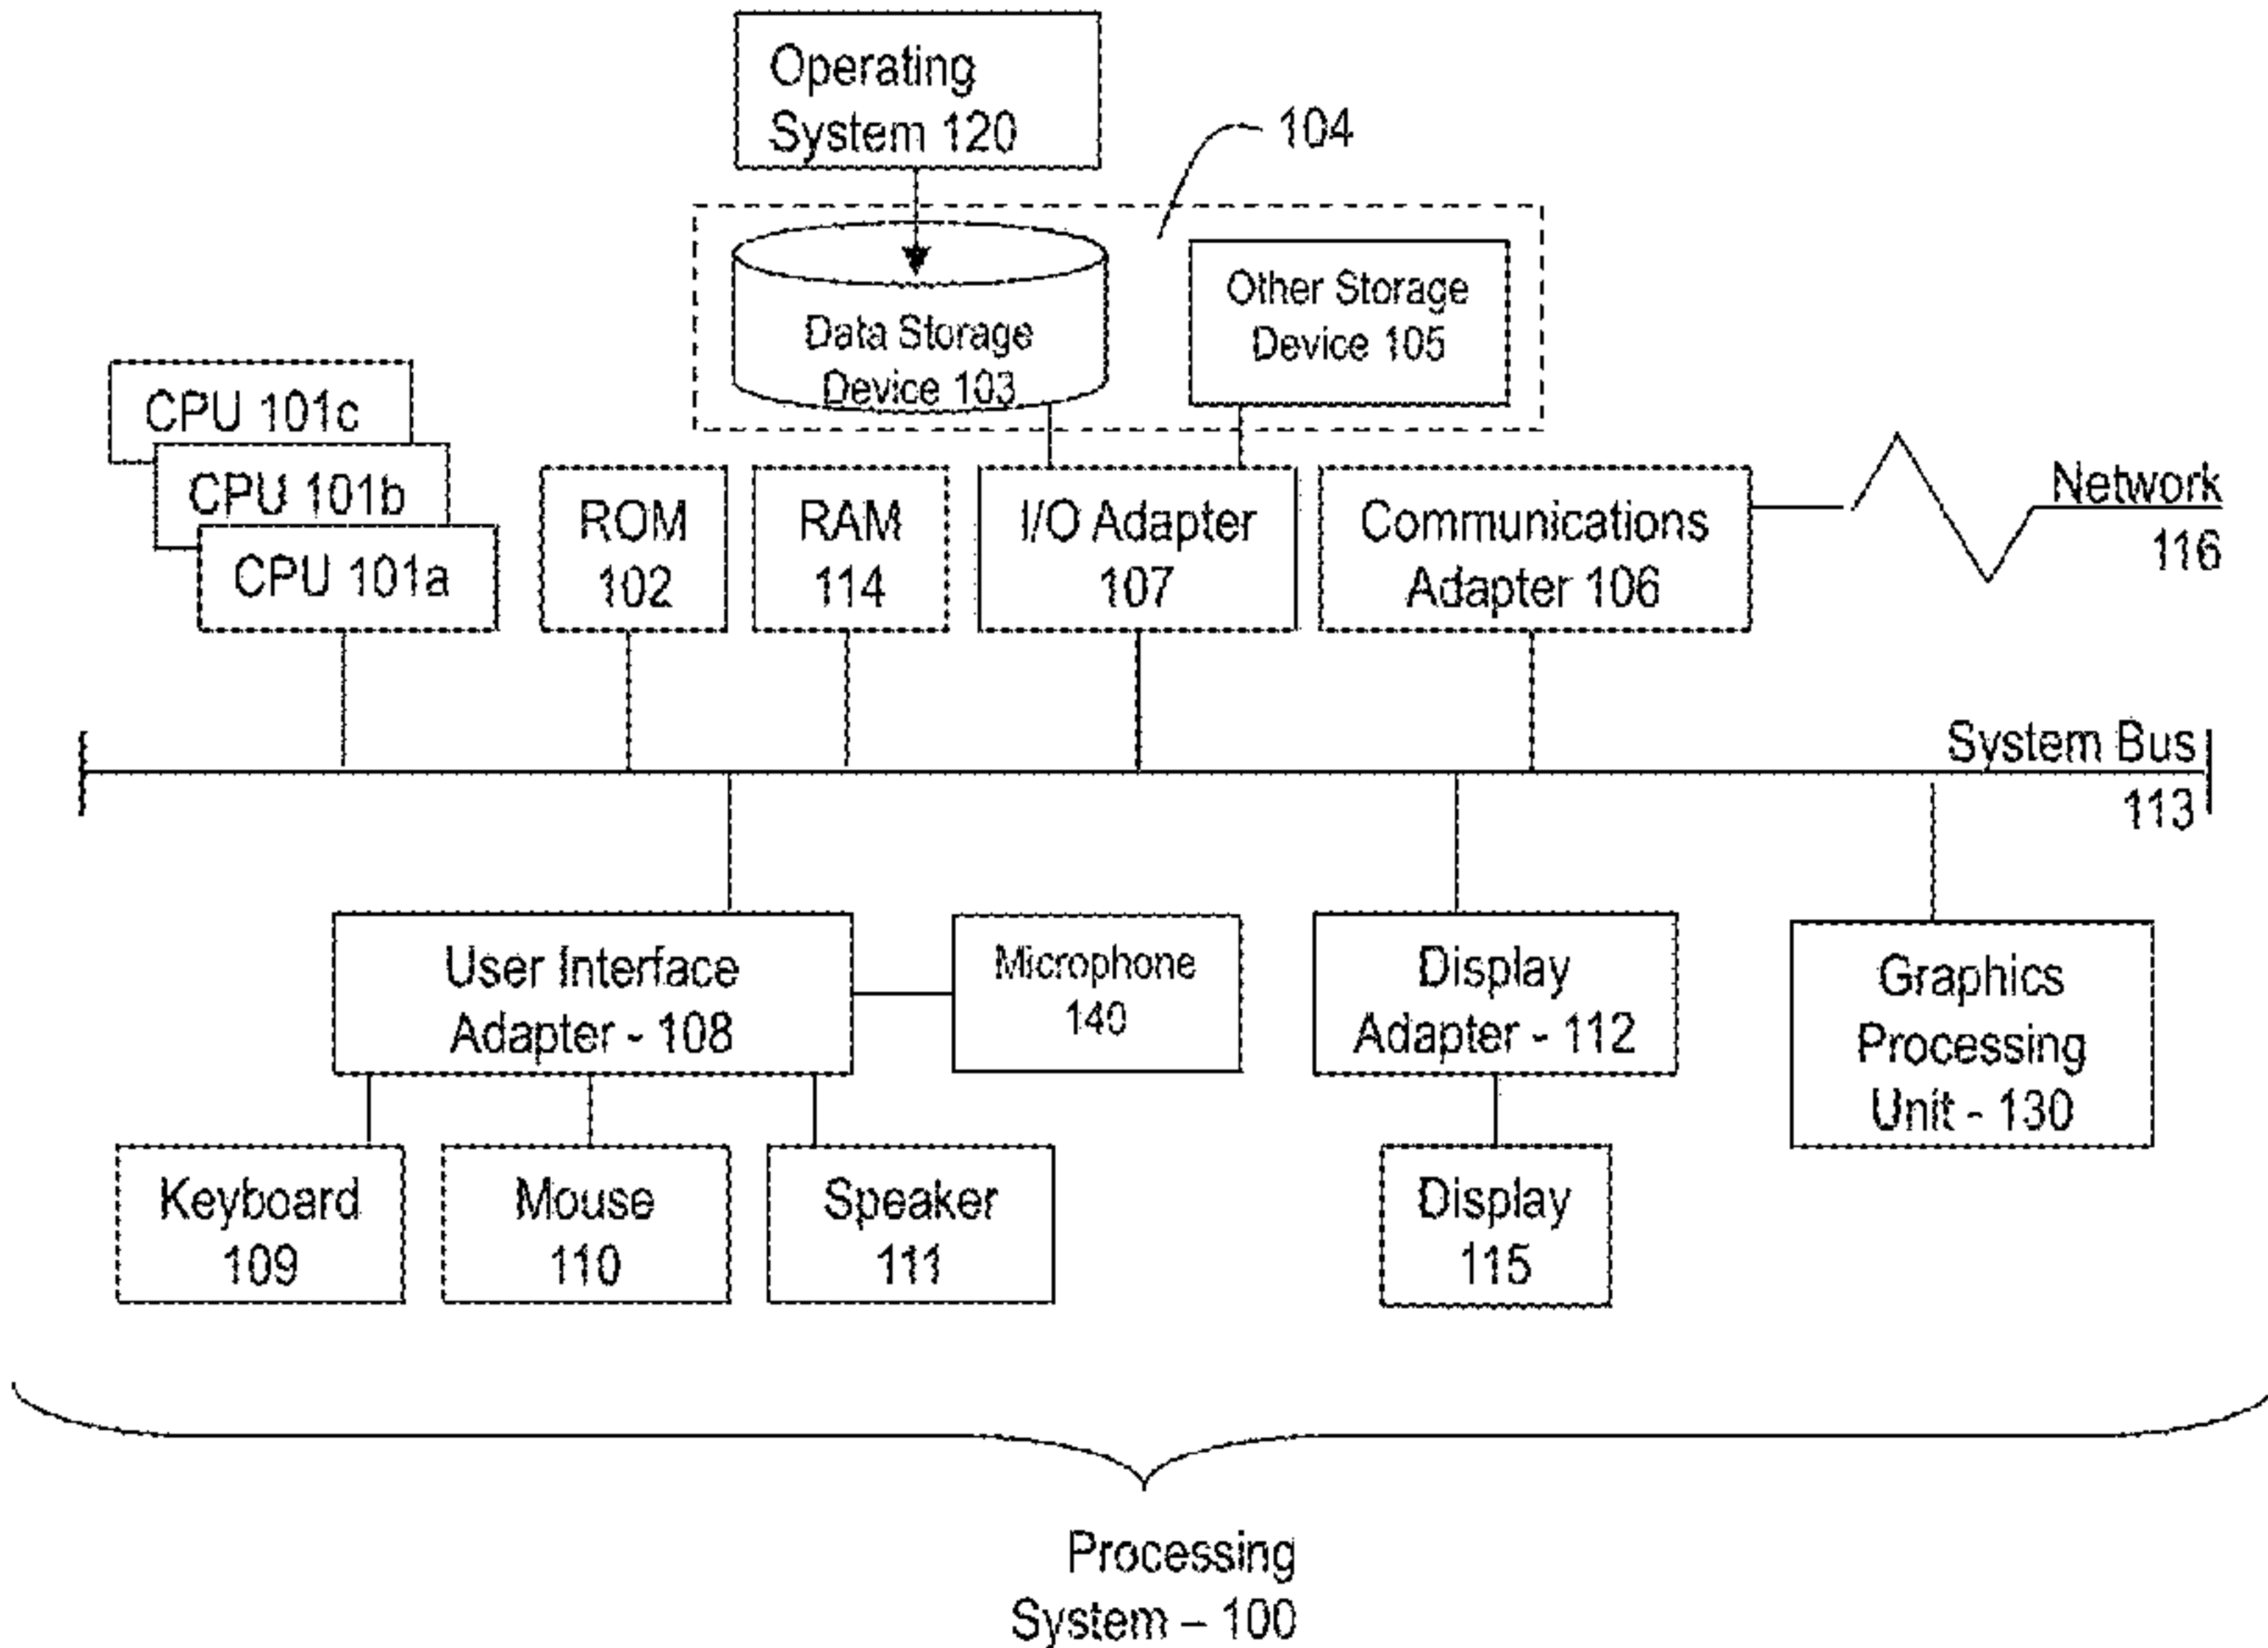 Operating
System 120
104
Data Storage
Device 103
Other Storage
Device 105
CPU 101c
CPU 101b
CPU 101a
ROM
102
RAM
114
I/O Adapter
107
Communications
Adapter 106
Network
116
System Bus
113
User Interface
Adapter - 108
Microphone
140
Display
Adapter - 112
Graphics
Processing
Unit - 130
Keyboard
109
Mouse
110
Speaker
111
Display
115
Processing
System – 100